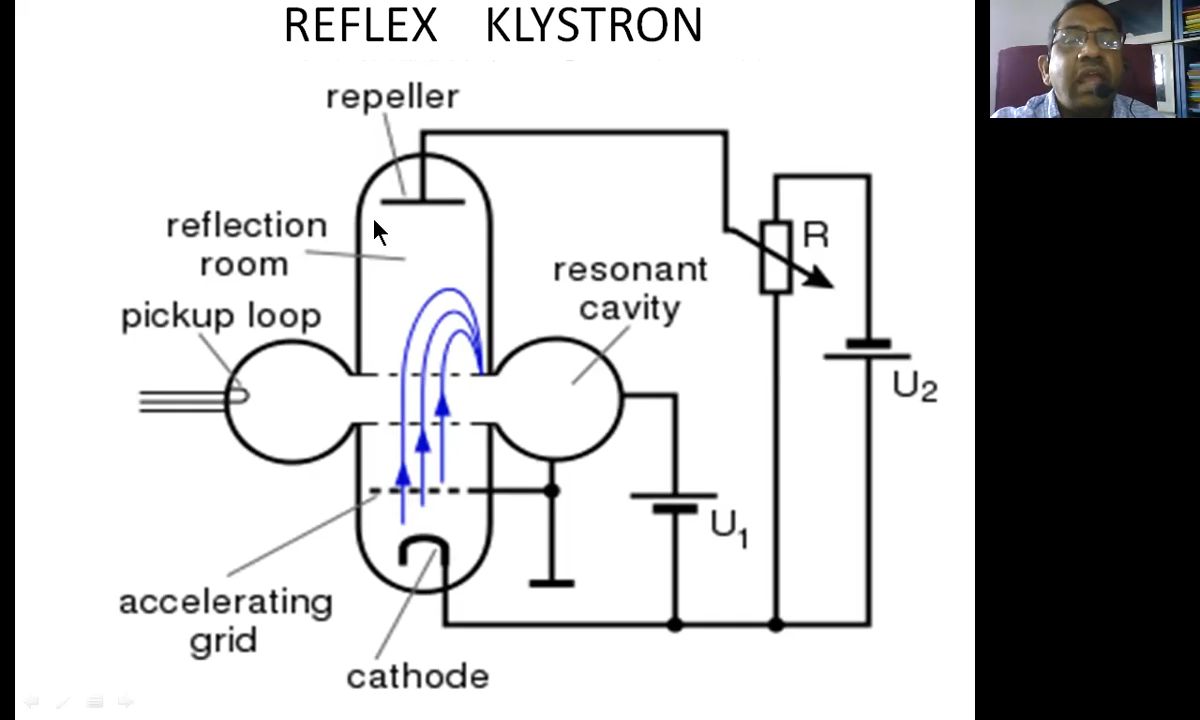 REFLEX KLYSTRON
repeller
reflection
room
pickup loop
resonant
cavity
R
U2
U1
accelerating
grid
cathode